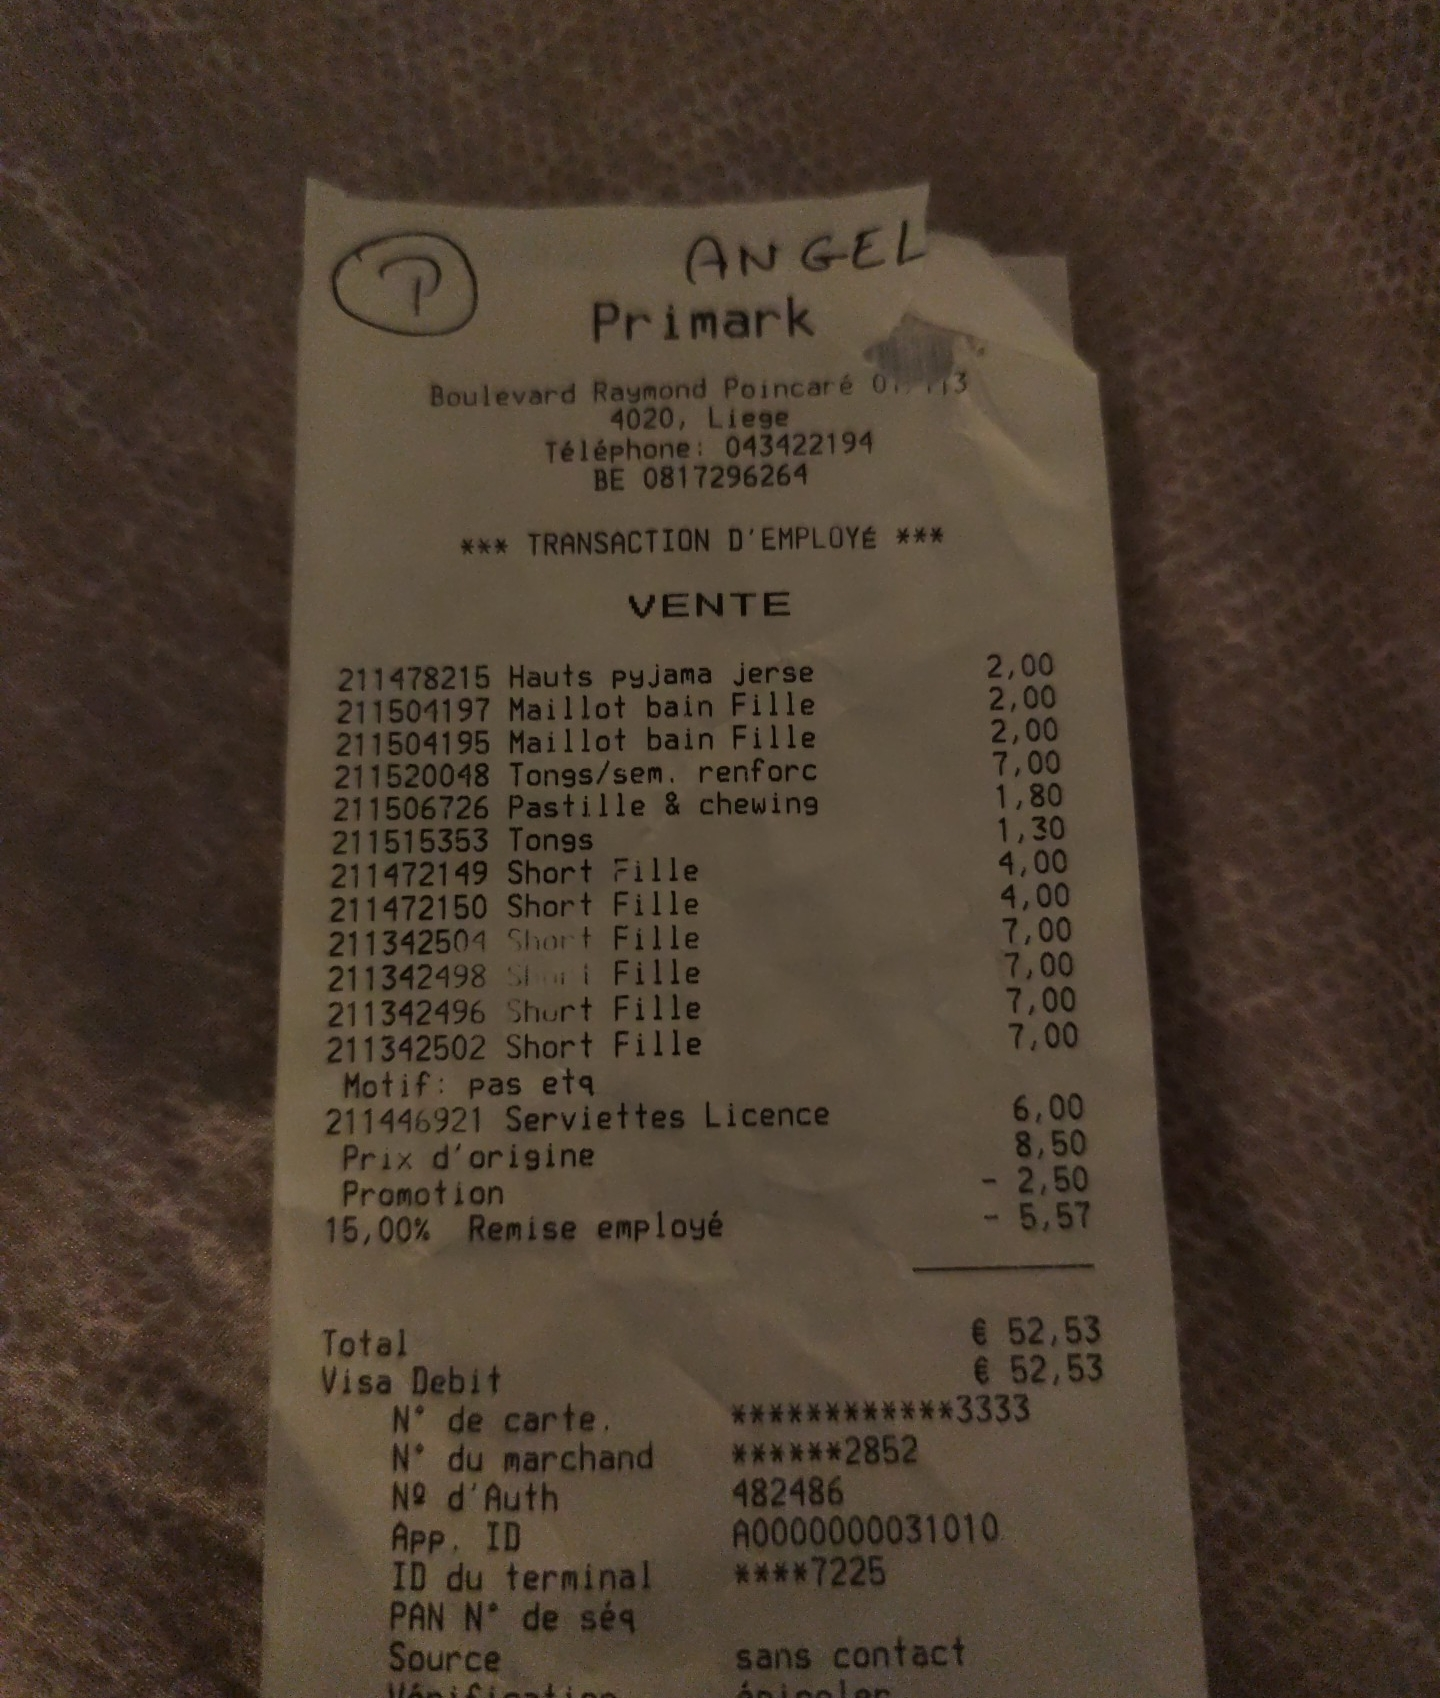 P ANGEL
Primark
Boulevard Raymond Poincaré
4020, Liege
Téléphone: 043422194
BE 0817296264
*** TRANSACTION D'EMPLOYÉ ***
VENTE
211478215 Hauts pyjama jerse 2,00
211504197 Maillot bain Fille 2,00
211504195 Maillot bain Fille 2,00
211520048 Tongs/sem. renforc 7,00
211506726 Pastille & chewing 1,80
211515353 Tongs 1,30
211472149 Short Fille 4,00
211472150 Short Fille 4,00
211342504 Short Fille 7,00
211342498 Short Fille 7,00
211342496 Short Fille 7,00
211342502 Short Fille 7,00
Motif: pas etq
211446921 Serviettes Licence 6,00
Prix d'origine 8,50
Promotion - 2,50
15,00% Remise employé - 5,57
Total € 52,53
Visa Debit € 52,53
N° de carte. ************3333
N° du marchand ******2852
Nº d'Auth 482486
App. ID A0000000031010
ID du terminal ****7225
PAN N° de séq
Source sans contact